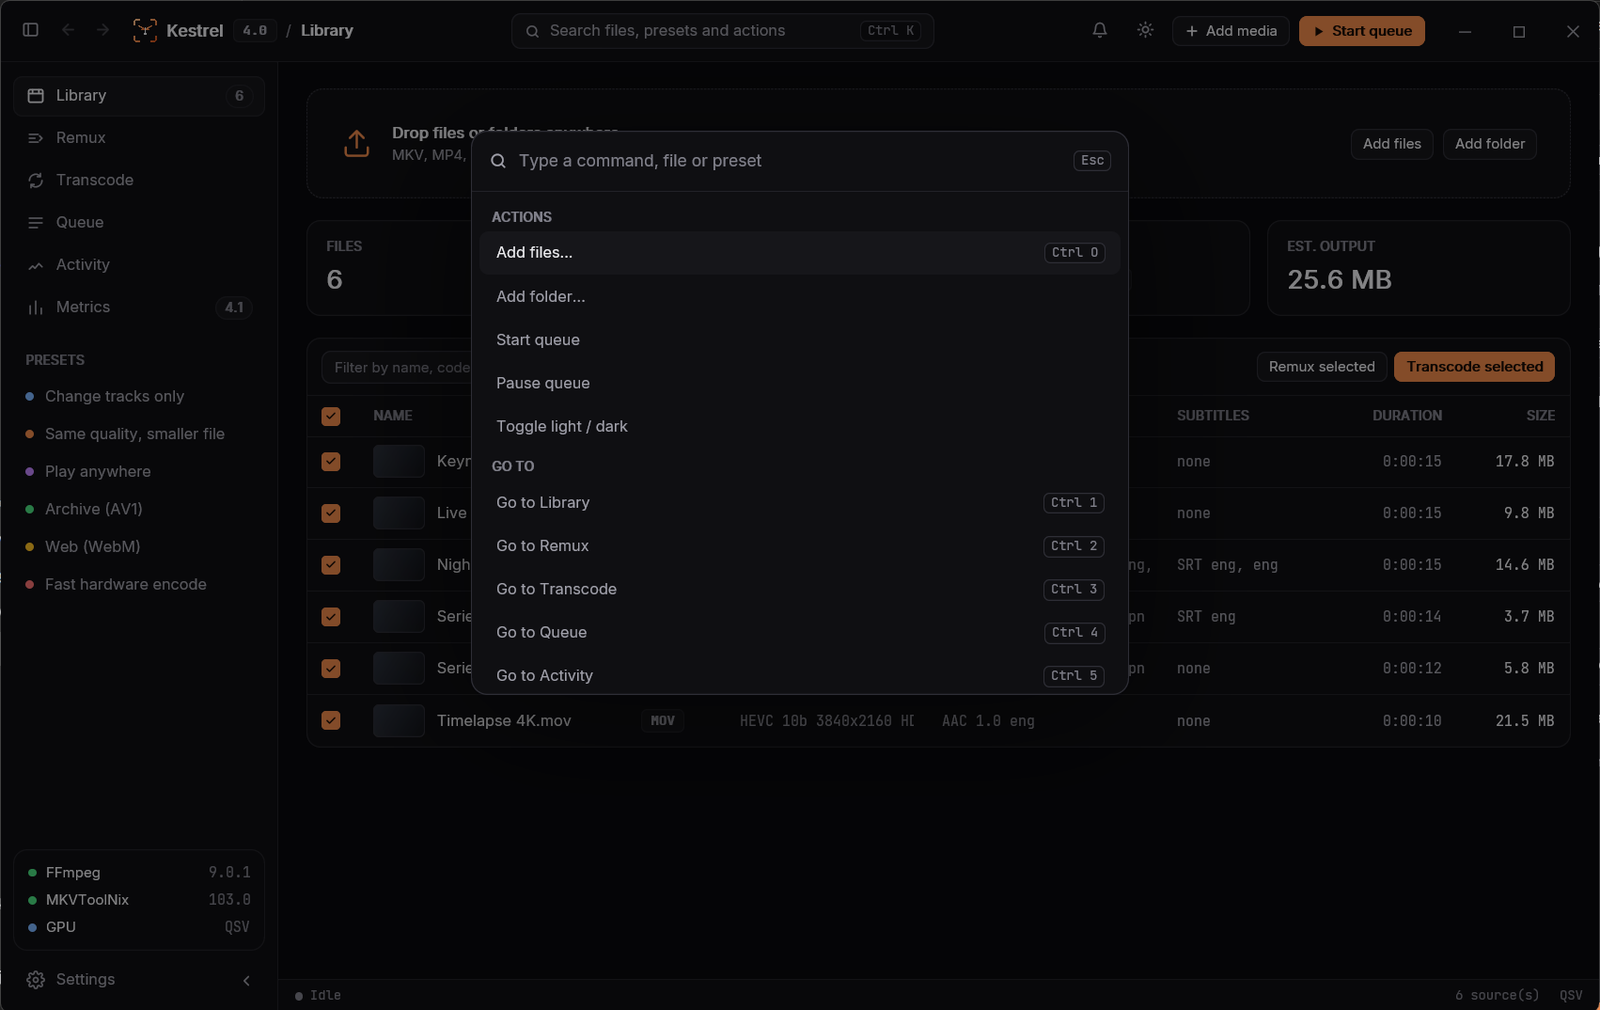 Kestrel 4.0 / Library
Search files, presets and actions Ctrl K
Add media
Start queue
Library 6
Remux
Transcode
Queue
Activity
Metrics 4.1
PRESETS
Change tracks only
Same quality, smaller file
Play anywhere
Archive (AV1)
Web (WebM)
Fast hardware encode
FFmpeg 9.0.1
MKVToolNix 103.0
GPU QSV
Settings
Drop files or folders anywhere
MKV, MP4,
Add files
Add folder
FILES
6
EST. OUTPUT
25.6 MB
Filter by name, code
Remux selected
Transcode selected
NAME SUBTITLES DURATION SIZE
Keyn none 0:00:15 17.8 MB
Live none 0:00:15 9.8 MB
Nigh ng, SRT eng, eng 0:00:15 14.6 MB
Serie pn SRT eng 0:00:14 3.7 MB
Serie pn none 0:00:12 5.8 MB
Timelapse 4K.mov MOV HEVC 10b 3840x2160 HD AAC 1.0 eng none 0:00:10 21.5 MB
Type a command, file or preset Esc
ACTIONS
Add files... Ctrl O
Add folder...
Start queue
Pause queue
Toggle light / dark
GO TO
Go to Library Ctrl 1
Go to Remux Ctrl 2
Go to Transcode Ctrl 3
Go to Queue Ctrl 4
Go to Activity Ctrl 5
Idle
6 source(s) QSV